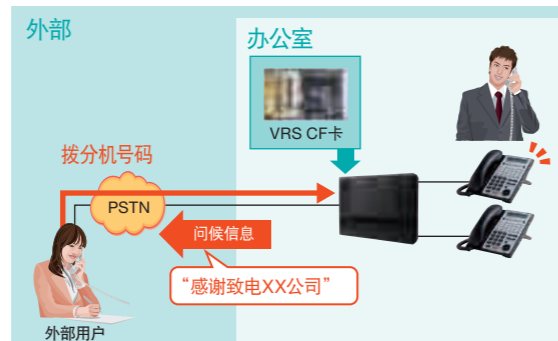 外部
办公室
VRS CF卡
拨分机号码
PSTN
问候信息
“感谢致电XX公司”
外部用户